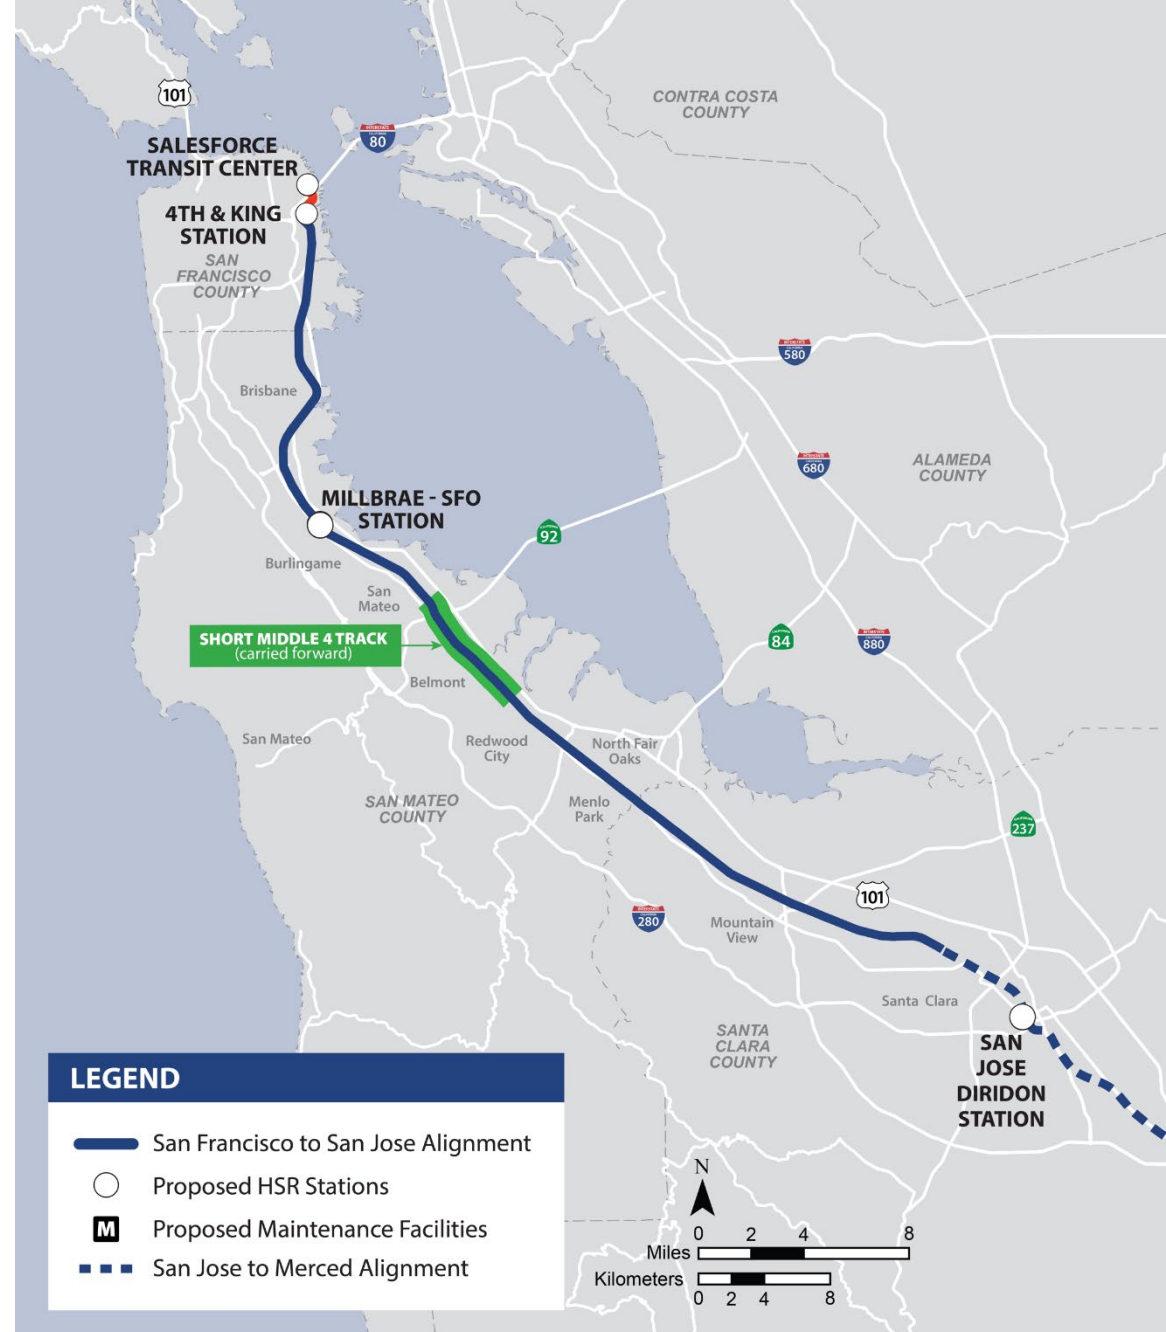 101
INTERSTATE
CALIFORNIA
80
CONTRA COSTA
COUNTY
SALESFORCE
TRANSIT CENTER
4TH & KING
STATION
SAN
FRANCISCO
COUNTY
580
Brisbane
680
ALAMEDA
COUNTY
MILLBRAE - SFO
STATION
92
Burlingame
San
Mateo
SHORT MIDDLE 4 TRACK
(carried forward)
84
880
Belmont
San Mateo
Redwood
City
North Fair
Oaks
SAN MATEO
COUNTY
Menlo
Park
237
101
280
Mountain
View
Santa Clara
SANTA
CLARA
COUNTY
SAN
JOSE
DIRIDON
STATION
LEGEND
San Francisco to San Jose Alignment
Proposed HSR Stations
M Proposed Maintenance Facilities
San Jose to Merced Alignment
N
0 2 4 8
Miles
Kilometers
0 2 4 8